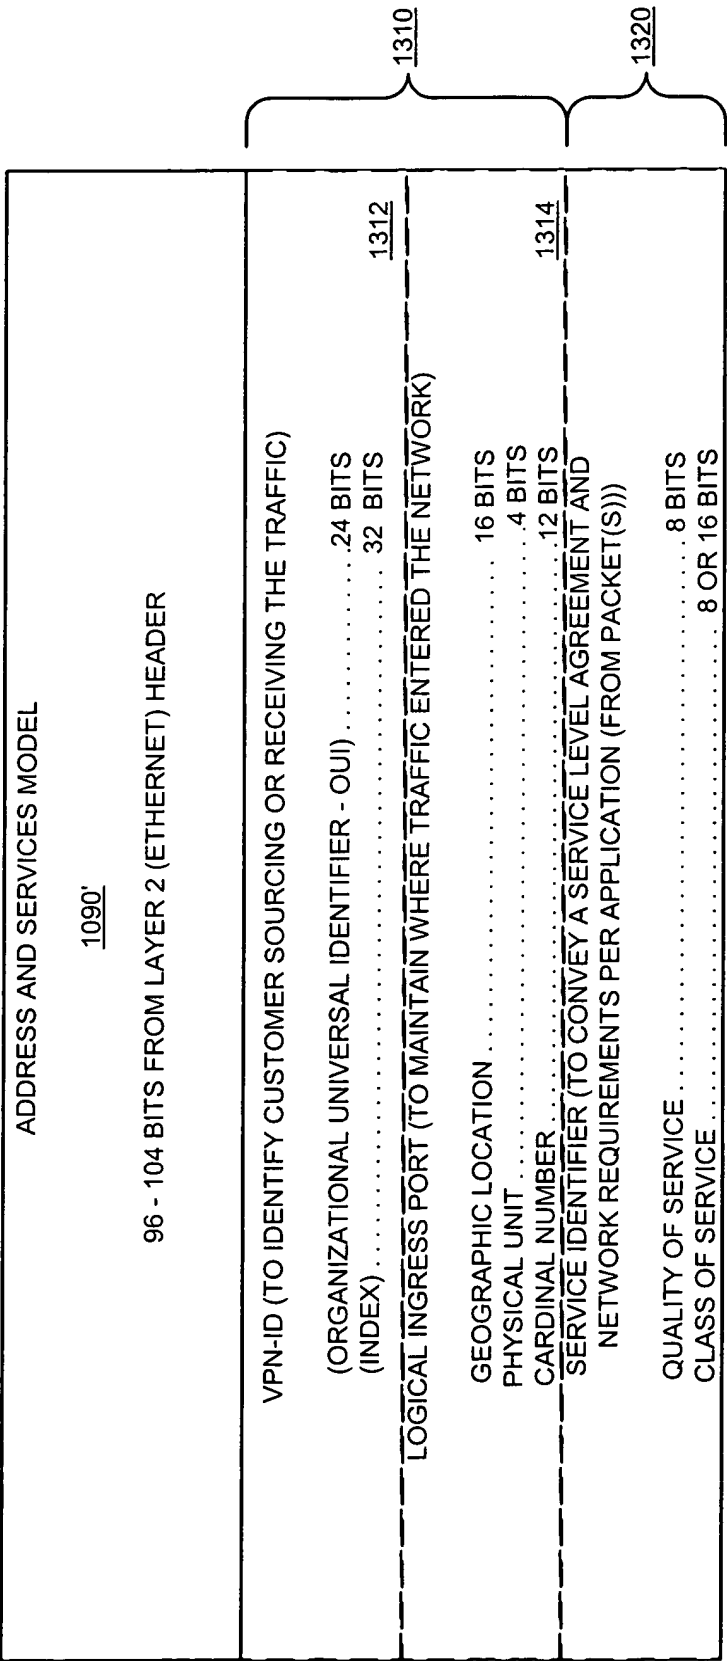 ADDRESS AND SERVICES MODEL
1090'
96 - 104 BITS FROM LAYER 2 (ETHERNET) HEADER
VPN-ID (TO IDENTIFY CUSTOMER SOURCING OR RECEIVING THE TRAFFIC)
(ORGANIZATIONAL UNIVERSAL IDENTIFIER - OUI) . . . . . . . . . . . .24 BITS
(INDEX). . . . . . . . . . . . . . . . . . . . . . . . . . . . . . . . . . . 32 BITS
1312
LOGICAL INGRESS PORT (TO MAINTAIN WHERE TRAFFIC ENTERED THE NETWORK)
GEOGRAPHIC LOCATION . . . . . . . . . . . . . . . . . . . . . . . . 16 BITS
PHYSICAL UNIT . . . . . . . . . . . . . . . . . . . . . . . . . . . . . .4 BITS
CARDINAL NUMBER. . . . . . . . . . . . . . . . . . . . . . . . . . .12 BITS
1314
1310
SERVICE IDENTIFIER (TO CONVEY A SERVICE LEVEL AGREEMENT AND
NETWORK REQUIREMENTS PER APPLICATION (FROM PACKET(S)))
QUALITY OF SERVICE . . . . . . . . . . . . . . . . . . . . . . . . . . 8 BITS
CLASS OF SERVICE . . . . . . . . . . . . . . . . . . . . . . 8 OR 16 BITS
1320